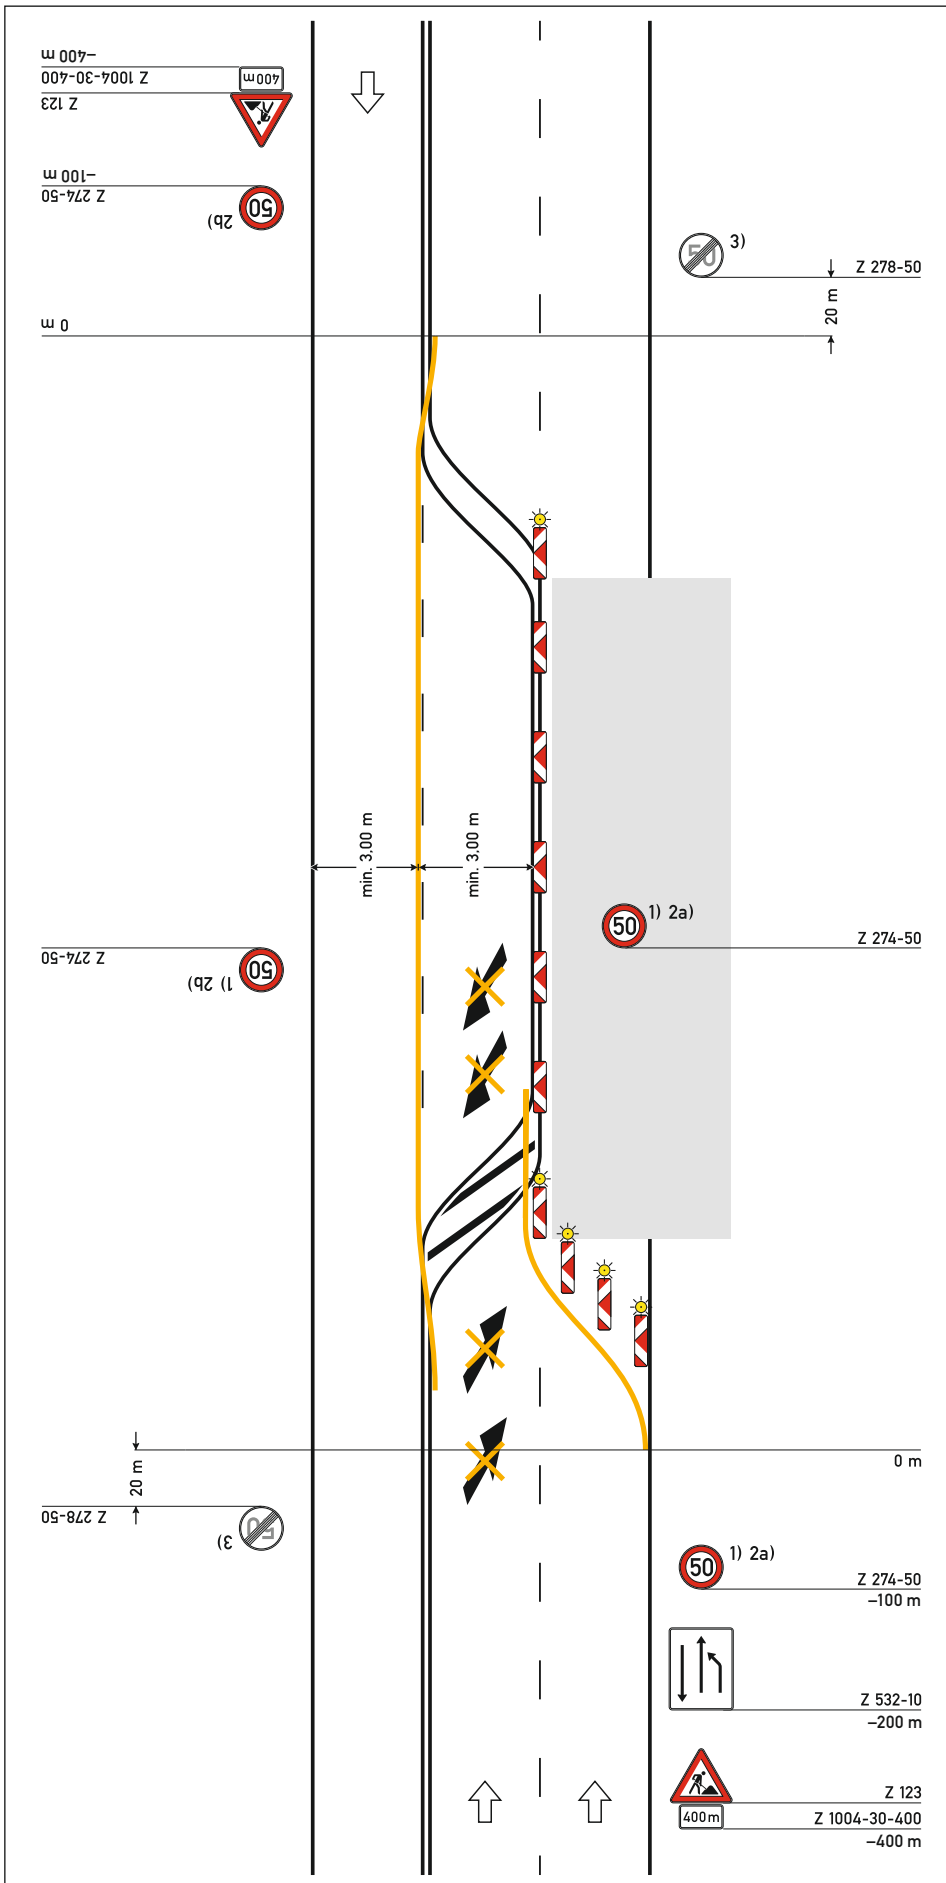 –400 m
Z 1004-30-400
400 m
Z 123
–100 m
Z 274-50
50
2b)
50
3)
Z 278-50
20 m
0 m
min. 3,00 m
min. 3,00 m
50
1) 2a)
Z 274-50
Z 274-50
1) 2b)
50
0 m
20 m
Z 278-50
3)
50
50
1) 2a)
Z 274-50
–100 m
Z 532-10
–200 m
Z 123
400 m
Z 1004-30-400
–400 m